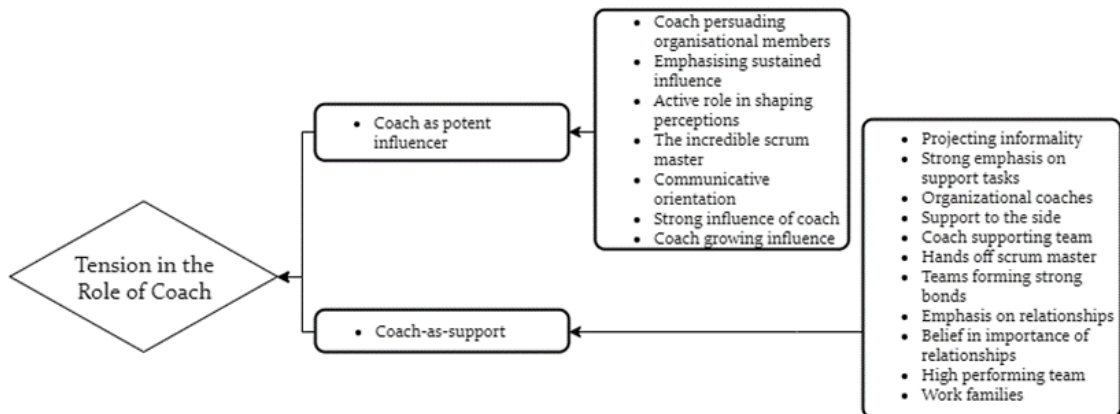 Tension in the
Role of Coach
• Coach as potent
influencer
• Coach-as-support
• Coach persuading
organisational members
• Emphasising sustained
influence
• Active role in shaping
perceptions
• The incredible scrum
master
• Communicative
orientation
• Strong influence of coach
• Coach growing influence
• Projecting informality
• Strong emphasis on
support tasks
• Organizational coaches
• Support to the side
• Coach supporting team
• Hands off scrum master
• Teams forming strong
bonds
• Emphasis on relationships
• Belief in importance of
relationships
• High performing team
• Work families